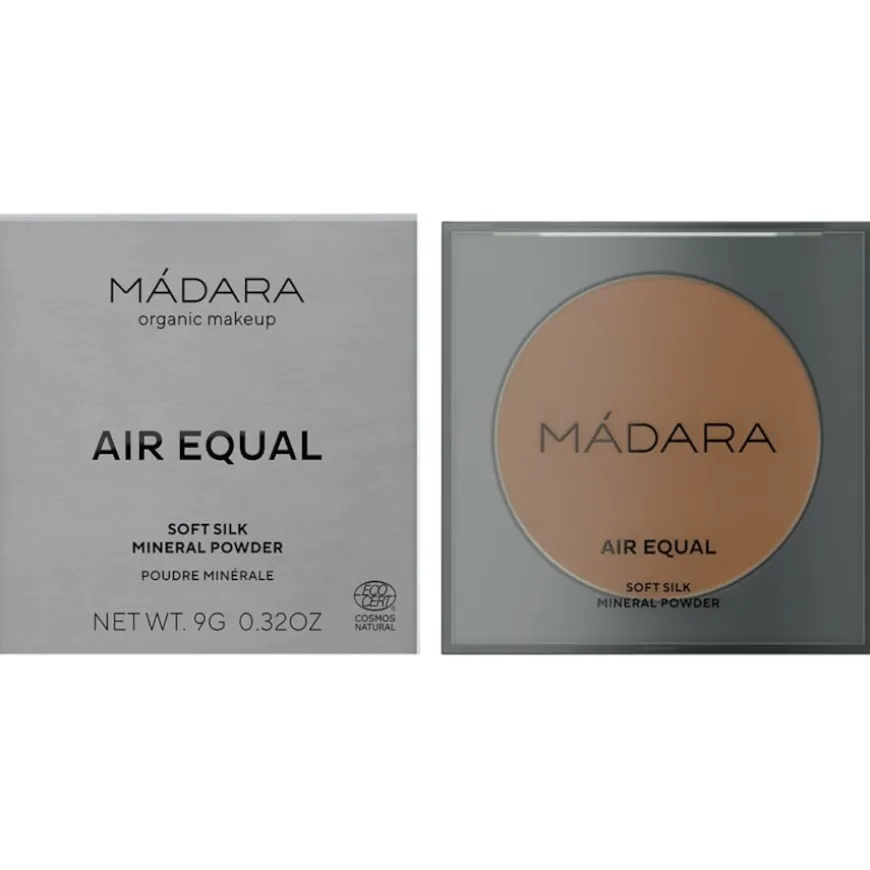 MÁDARA
organic makeup
AIR EQUAL
SOFT SILK
MINERAL POWDER
POUDRE MINÉRALE
NET WT. 9G 0.32OZ
ECO
CERT®
COSMOS
NATURAL
MÁDARA
AIR EQUAL
SOFT SILK
MINERAL POWDER